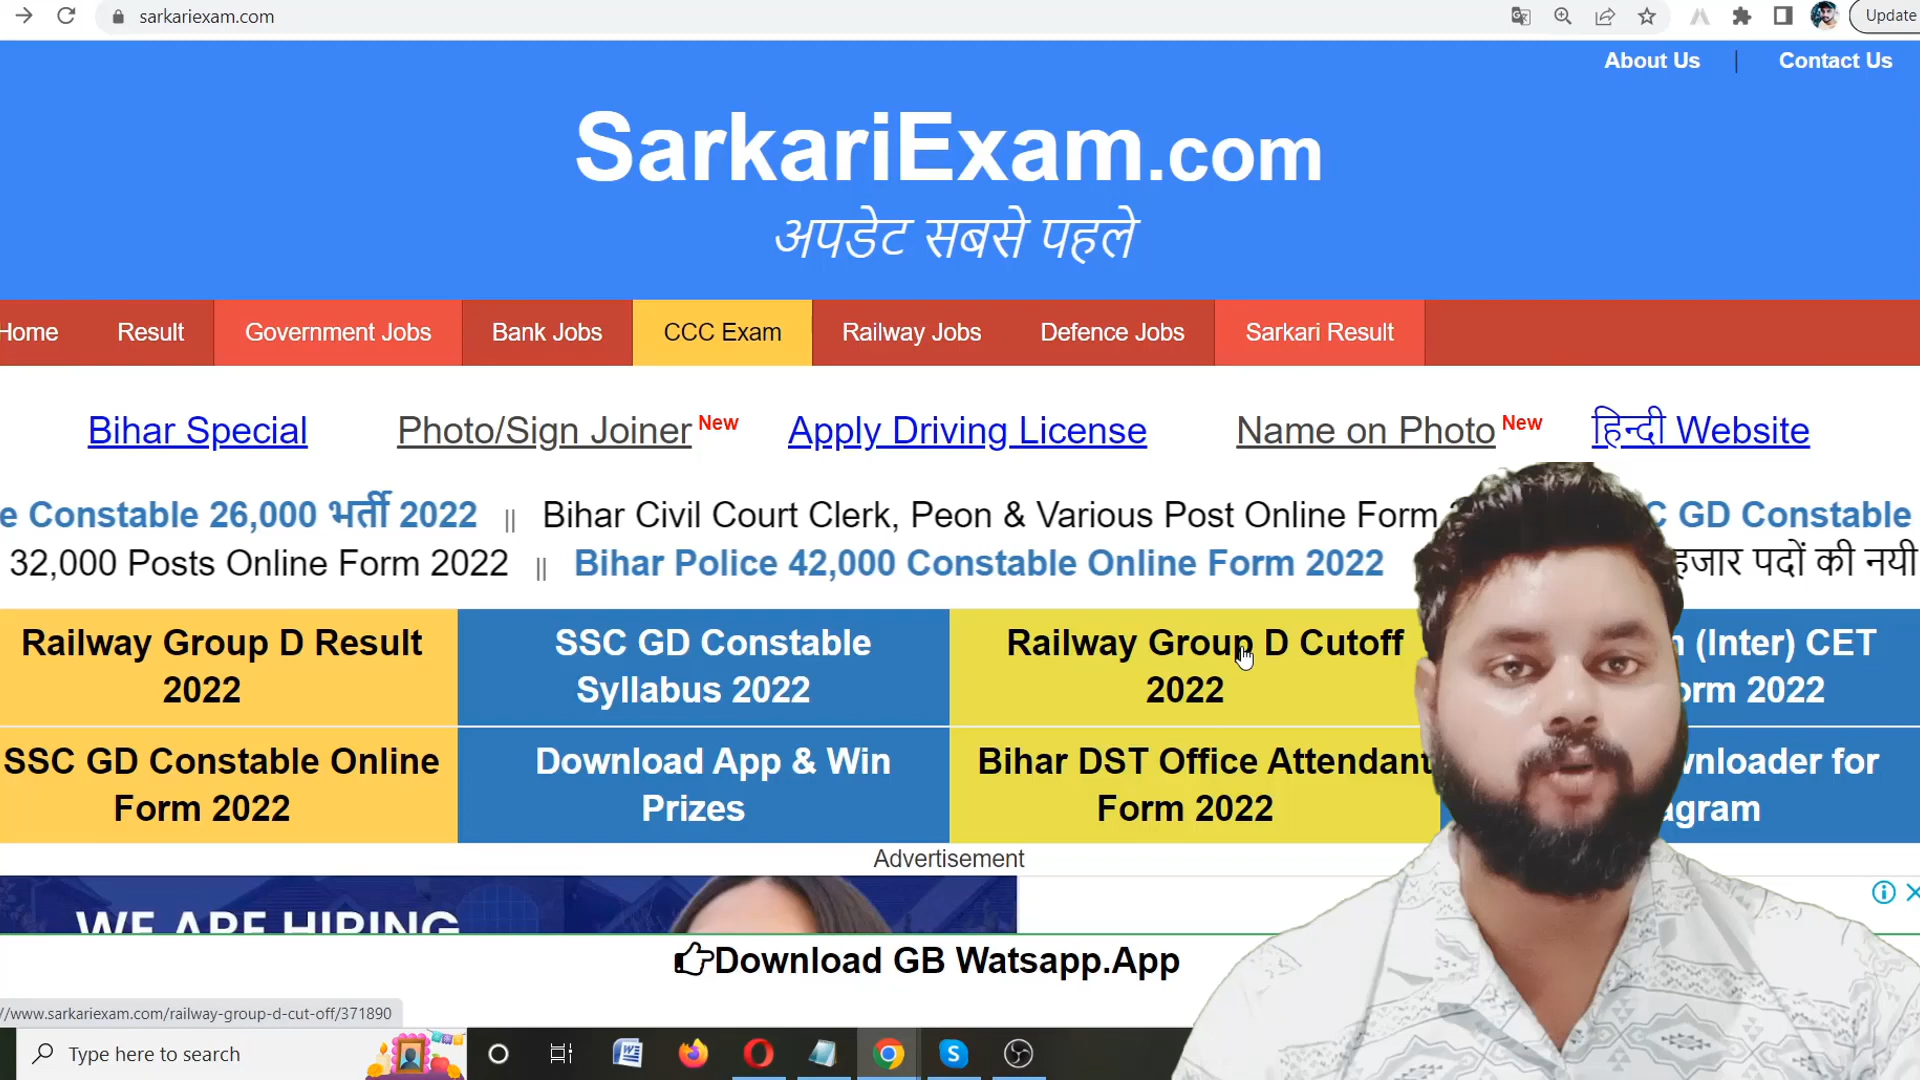 sarkariexam.com
Update
About Us | Contact Us
SarkariExam.com
अपडेट सबसे पहले
Home Result Government Jobs Bank Jobs CCC Exam Railway Jobs Defence Jobs Sarkari Result
Bihar Special Photo/Sign Joiner New Apply Driving License Name on Photo New हिन्दी Website
e Constable 26,000 भर्ती 2022 || Bihar Civil Court Clerk, Peon & Various Post Online Form C GD Constable
32,000 Posts Online Form 2022 || Bihar Police 42,000 Constable Online Form 2022 हजार पदों की नयी
Railway Group D Result
2022
SSC GD Constable
Syllabus 2022
Railway Group D Cutoff
2022
(Inter) CET
orm 2022
SSC GD Constable Online
Form 2022
Download App & Win
Prizes
Bihar DST Office Attendant
Form 2022
wnloader for
agram
Advertisement
WE ARE HIRING
Download GB Watsapp.App
/www.sarkariexam.com/railway-group-d-cut-off/371890
Type here to search